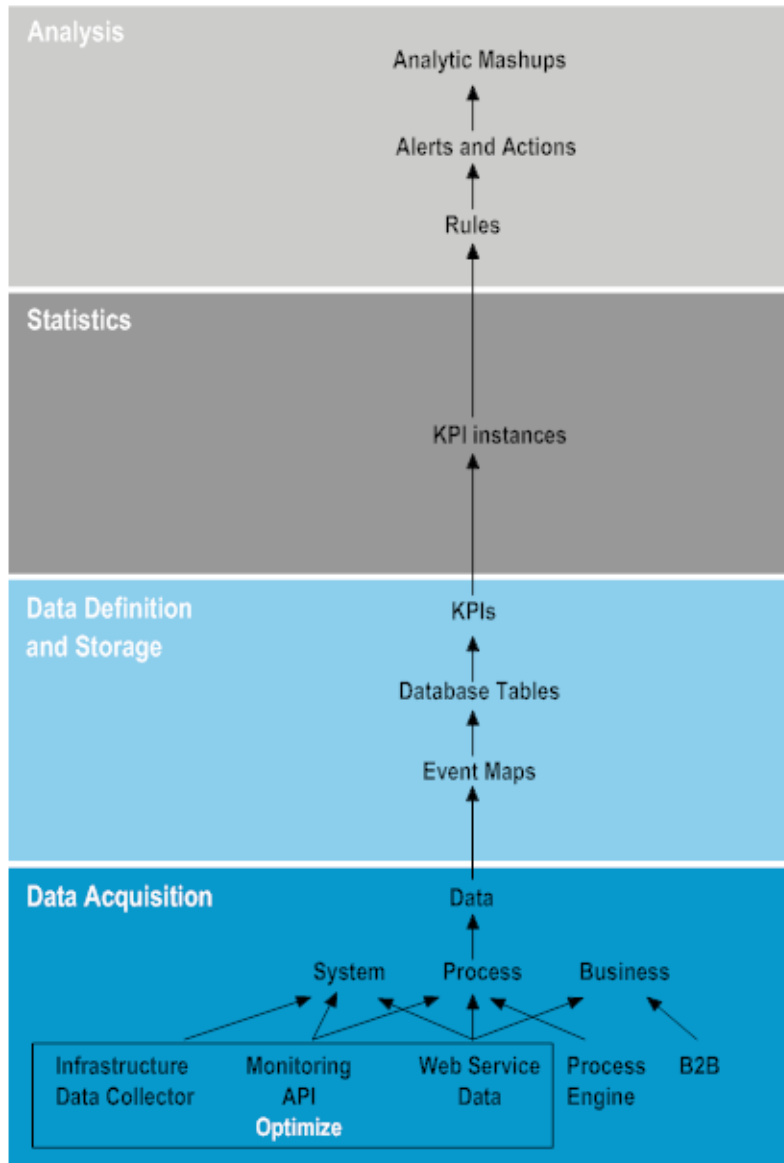 Analysis
Analytic Mashups
Alerts and Actions
Rules
Statistics
KPI instances
Data Definition
and Storage
KPIs
Database Tables
Event Maps
Data Acquisition
Data
System
Process
Business
Infrastructure
Data Collector
Monitoring
API
Web Service
Data
Process
Engine
B2B
Optimize